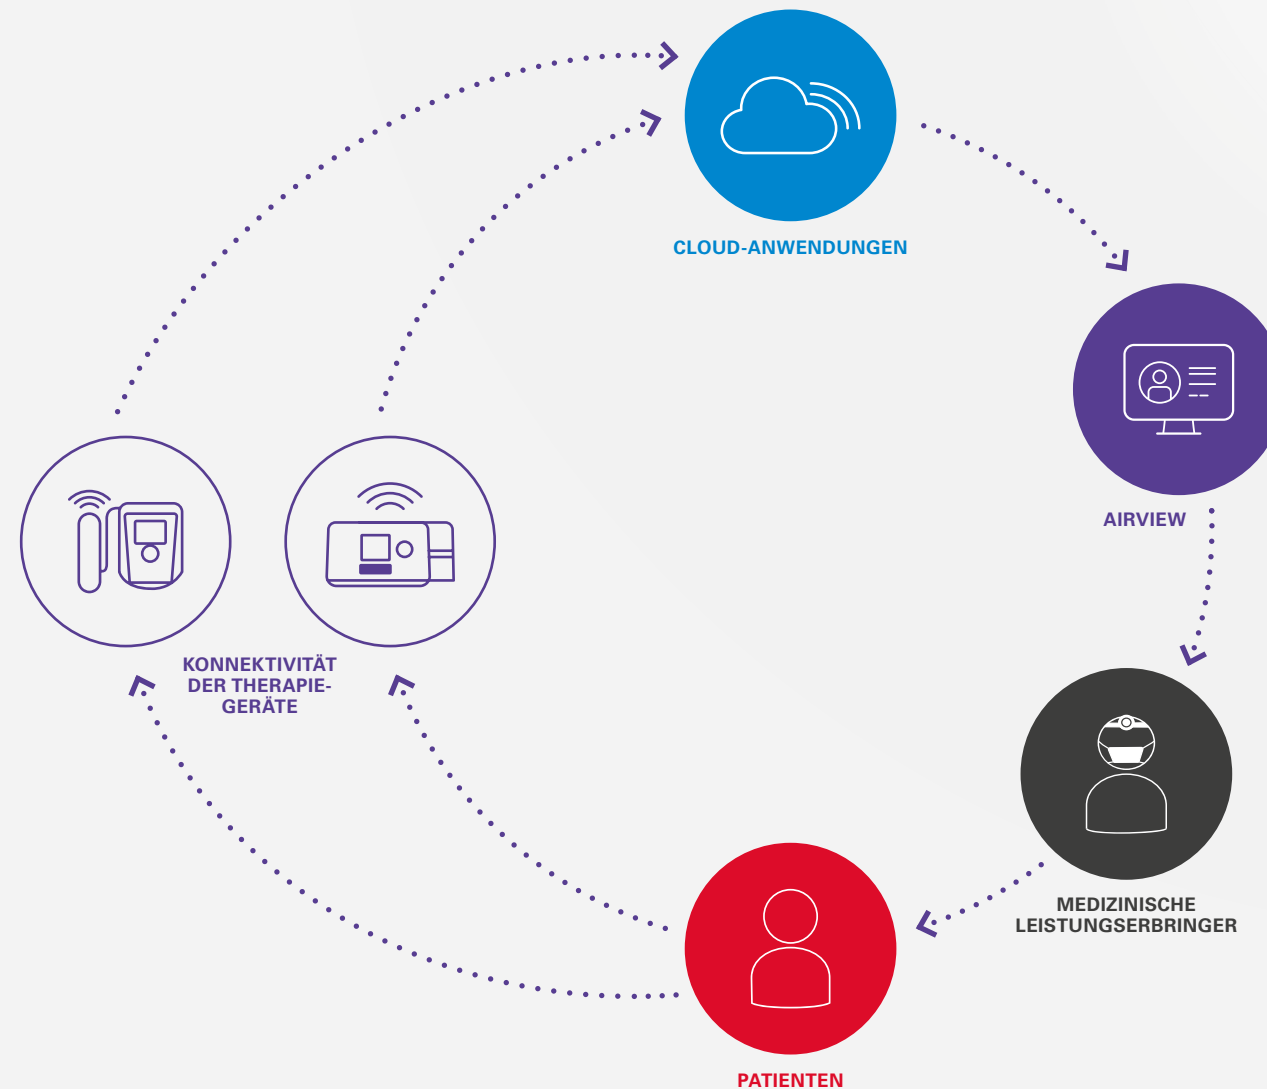 CLOUD-ANWENDUNGEN
AIRVIEW
KONNEKTIVITÄT
DER THERAPIE-
GERÄTE
MEDIZINISCHE
LEISTUNGSERBRINGER
PATIENTEN